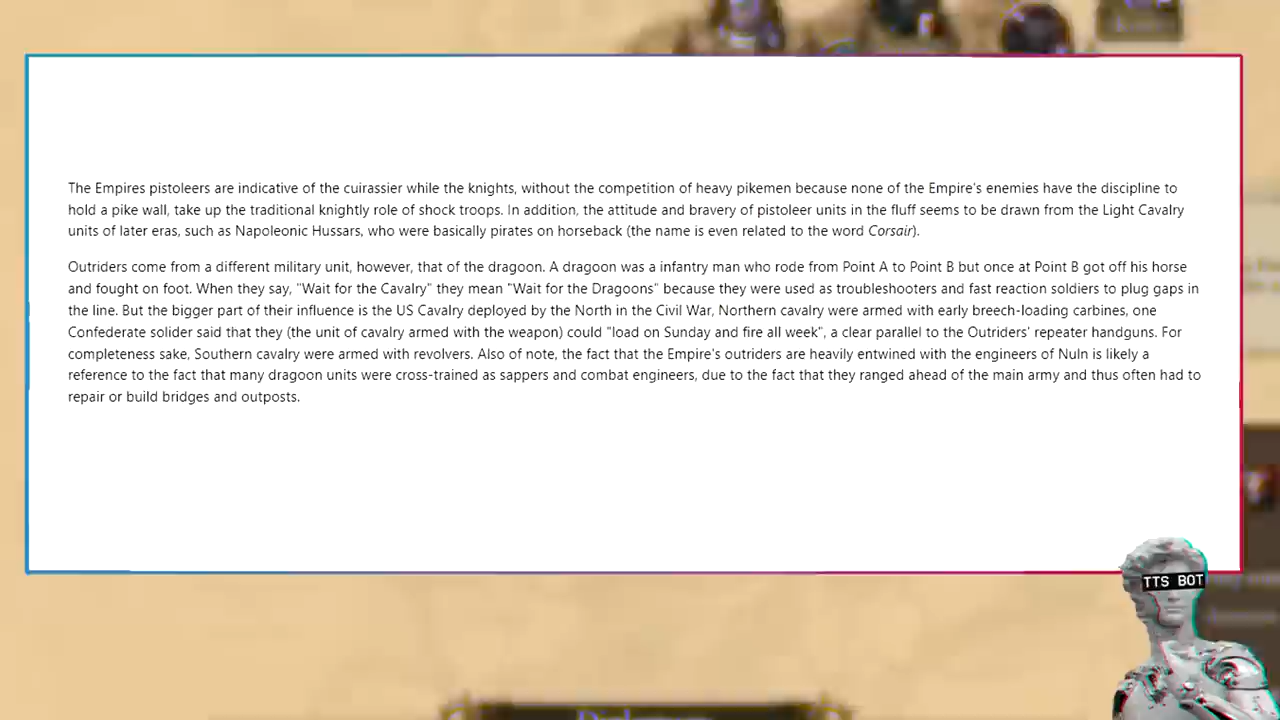 The Empires pistoleers are indicative of the cuirassier while the knights, without the competition of heavy pikemen because none of the Empire's enemies have the discipline to
hold a pike wall, take up the traditional knightly role of shock troops. In addition, the attitude and bravery of pistoleer units in the fluff seems to be drawn from the Light Cavalry
units of later eras, such as Napoleonic Hussars, who were basically pirates on horseback (the name is even related to the word Corsair).
Outriders come from a different military unit, however, that of the dragoon. A dragoon was a infantry man who rode from Point A to Point B but once at Point B got off his horse
and fought on foot. When they say, "Wait for the Cavalry" they mean "Wait for the Dragoons" because they were used as troubleshooters and fast reaction soldiers to plug gaps in
the line. But the bigger part of their influence is the US Cavalry deployed by the North in the Civil War, Northern cavalry were armed with early breech-loading carbines, one
Confederate solider said that they (the unit of cavalry armed with the weapon) could "load on Sunday and fire all week", a clear parallel to the Outriders' repeater handguns. For
completeness sake, Southern cavalry were armed with revolvers. Also of note, the fact that the Empire's outriders are heavily entwined with the engineers of Nuln is likely a
reference to the fact that many dragoon units were cross-trained as sappers and combat engineers, due to the fact that they ranged ahead of the main army and thus often had to
repair or build bridges and outposts.
TTS BOT